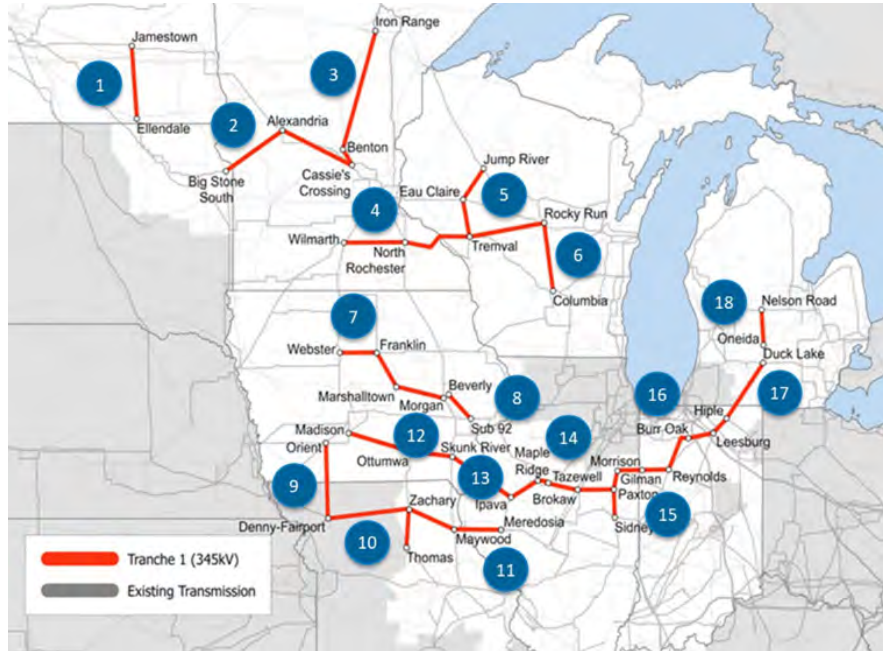 Iron Range
Jamestown
3
1
2
Alexandria
Ellendale
Benton
Jump River
Big Stone
South
Cassie's
Crossing
Eau Claire
5
4
Rocky Run
Wilmarth
North
Rochester
Tremval
6
Columbia
18
Nelson Road
7
Oneida
Webster
Franklin
Duck Lake
Beverly
Marshalltown
Morgan
8
16
17
Hiple
Sub 92
Madison
12
14
Burr Oak
Orient
Skunk River
Leesburg
Ottumwa
Maple
Ridge
Morrison
13
Tazewell
Reynolds
9
Gilman
Ipava
Brokaw
Paxton
Zachary
15
Denny-Fairport
Meredosia
Sidney
Maywood
10
Thomas
11
Tranche 1 (345kV)
Existing Transmission